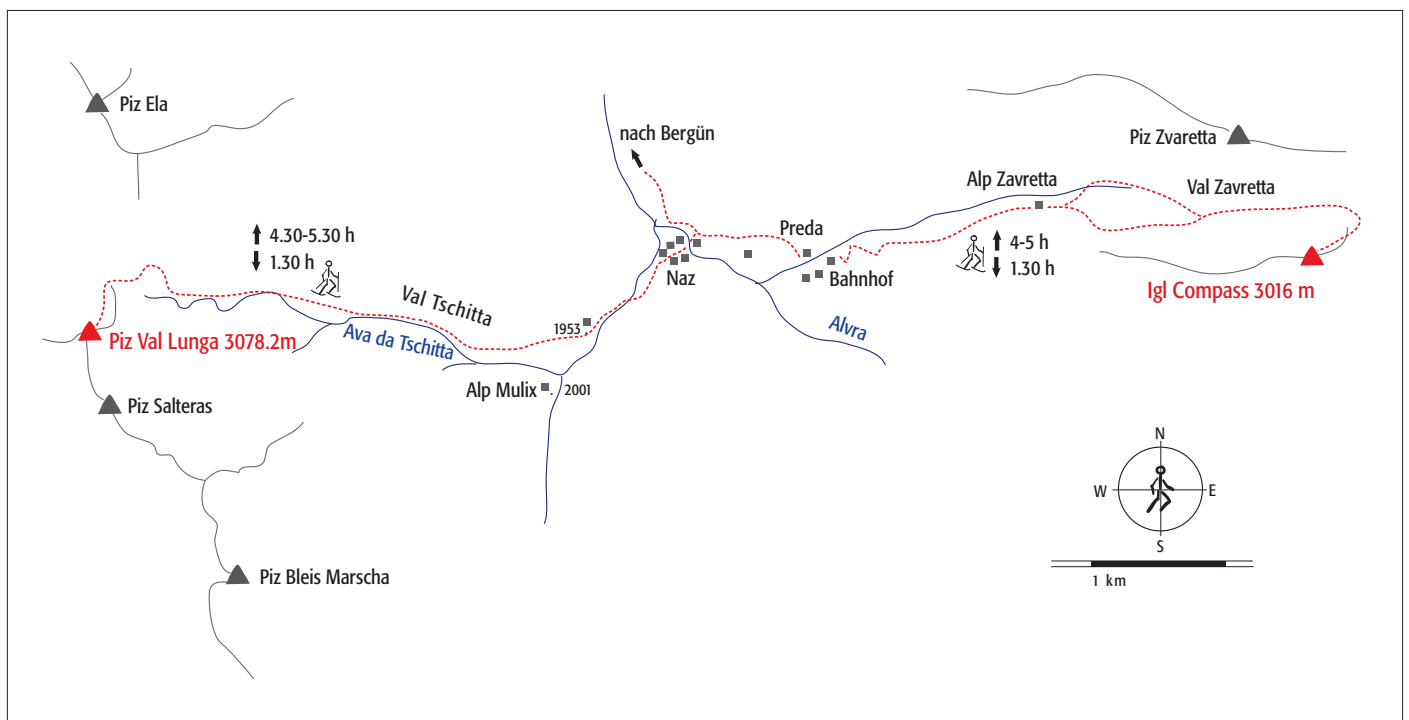 Piz Ela
nach Bergün
Piz Zvaretta
Alp Zavretta
Val Zavretta
4.30-5.30 h
1.30 h
Preda
4-5 h
1.30 h
Naz
Bahnhof
Igl Compass 3016 m
Val Tschitta
1953
Piz Val Lunga 3078.2m
Ava da Tschitta
Alvra
Alp Mulix
. 2001
Piz Salteras
N
W
E
S
Piz Bleis Marscha
1 km